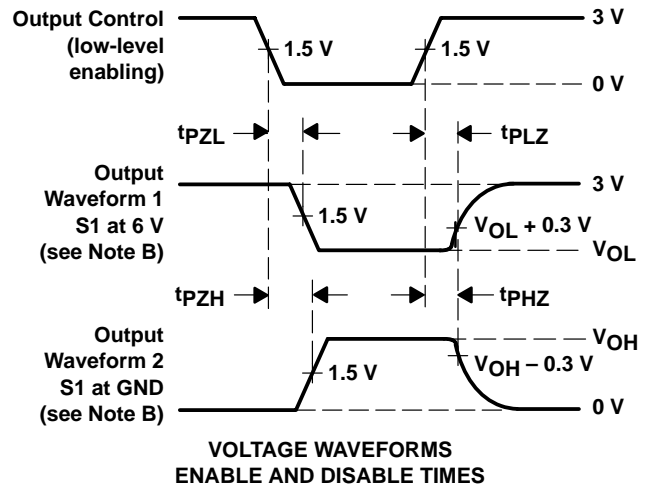 Output Control
(low-level
enabling)
1.5 V
1.5 V
3 V
0 V
tPZL
tPLZ
Output
Waveform 1
S1 at 6 V
(see Note B)
1.5 V
3 V
VOL + 0.3 V
VOL
tPZH
tPHZ
Output
Waveform 2
S1 at GND
(see Note B)
1.5 V
VOH
VOH – 0.3 V
0 V
VOLTAGE WAVEFORMS
ENABLE AND DISABLE TIMES